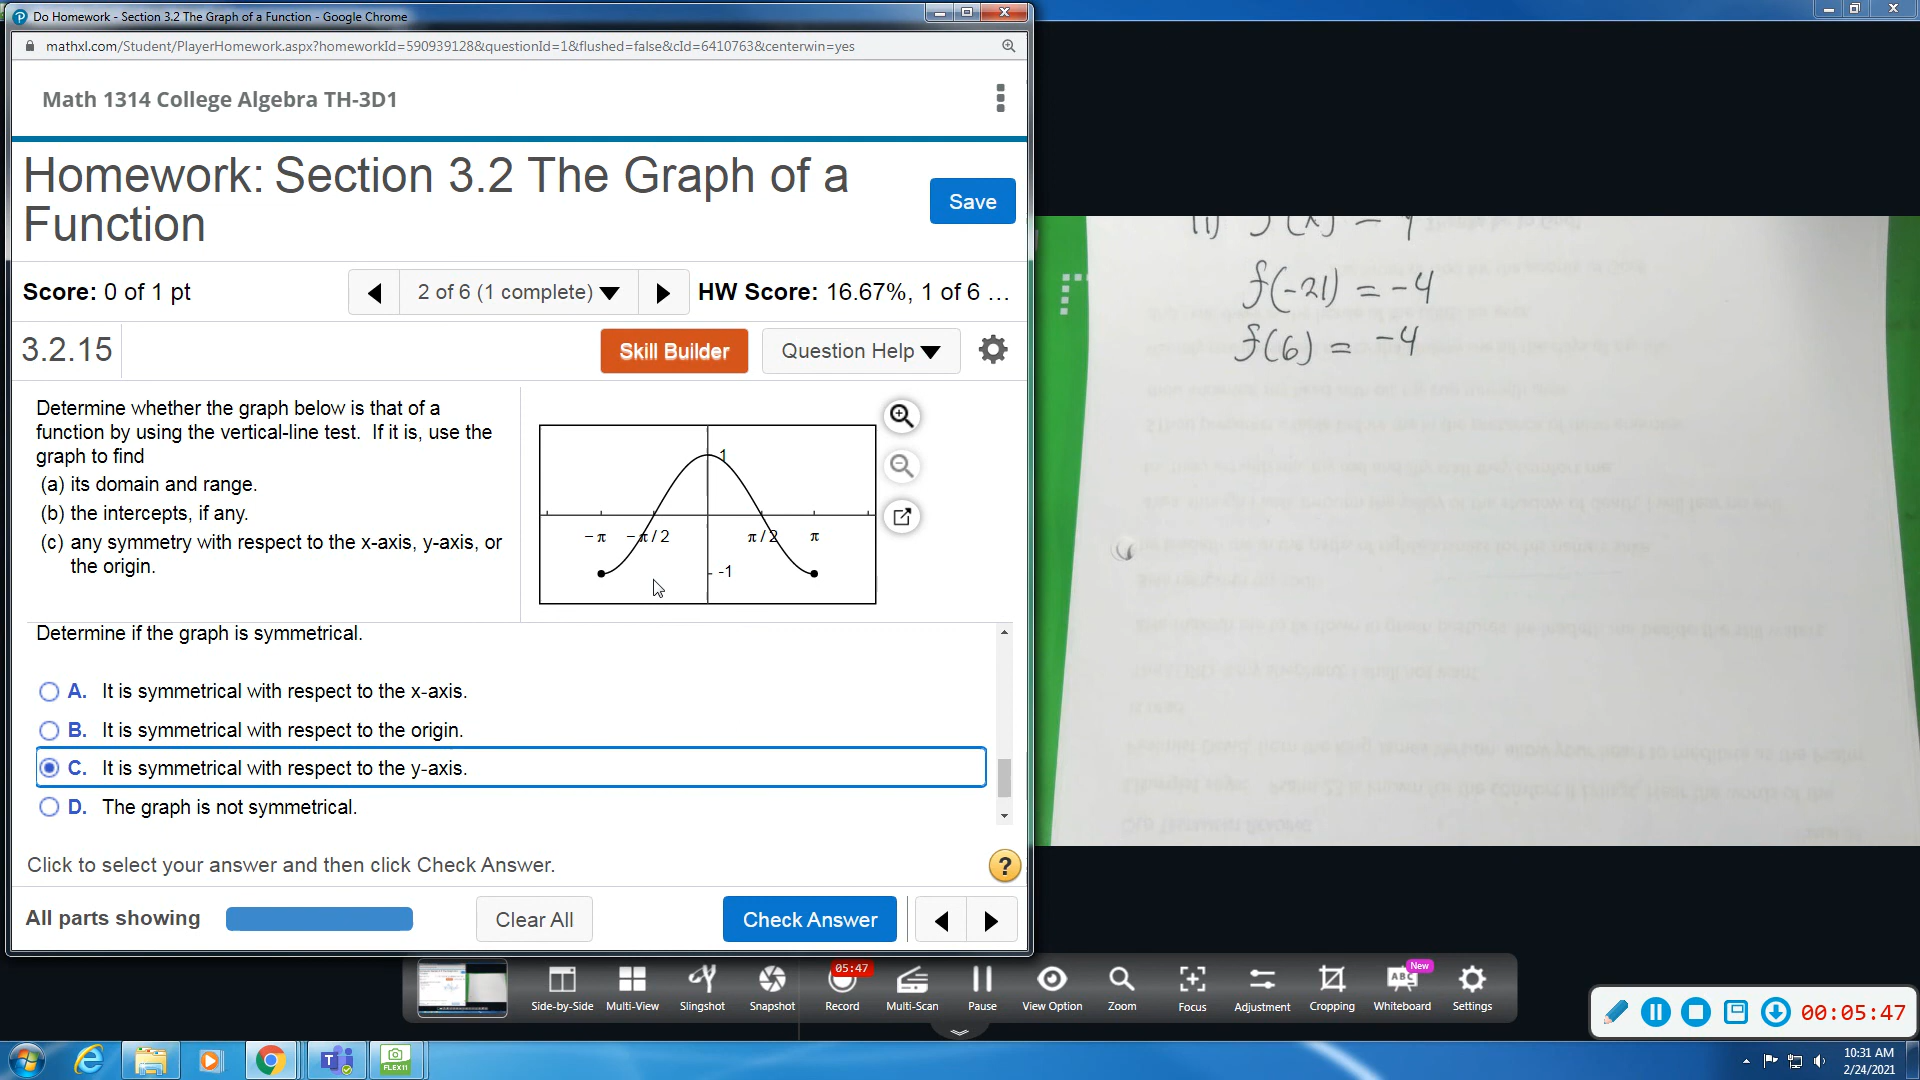 Do Homework - Section 3.2 The Graph of a Function - Google Chrome
mathxl.com/Student/PlayerHomework.aspx?homeworkId=590939128&questionId=1&flushed=false&cId=6410763&centerwin=yes
Math 1314 College Algebra TH-3D1
Homework: Section 3.2 The Graph of a
Function
Save
Score: 0 of 1 pt
2 of 6 (1 complete)
HW Score: 16.67%, 1 of 6 ...
3.2.15
Skill Builder
Question Help
Determine whether the graph below is that of a
function by using the vertical-line test. If it is, use the
graph to find
(a) its domain and range.
(b) the intercepts, if any.
(c) any symmetry with respect to the x-axis, y-axis, or
the origin.
1
-π -π/2 π/2 π
-1
Determine if the graph is symmetrical.
A. It is symmetrical with respect to the x-axis.
B. It is symmetrical with respect to the origin.
C. It is symmetrical with respect to the y-axis.
D. The graph is not symmetrical.
Click to select your answer and then click Check Answer.
?
All parts showing
Clear All
Check Answer
f(-21) = -4
f(6) = -4
05:47
New
ABC
Side-by-Side Multi-View Slingshot Snapshot Record Multi-Scan Pause View Option Zoom Focus Adjustment Cropping Whiteboard Settings
00:05:47
FLEX11
10:31 AM
2/24/2021